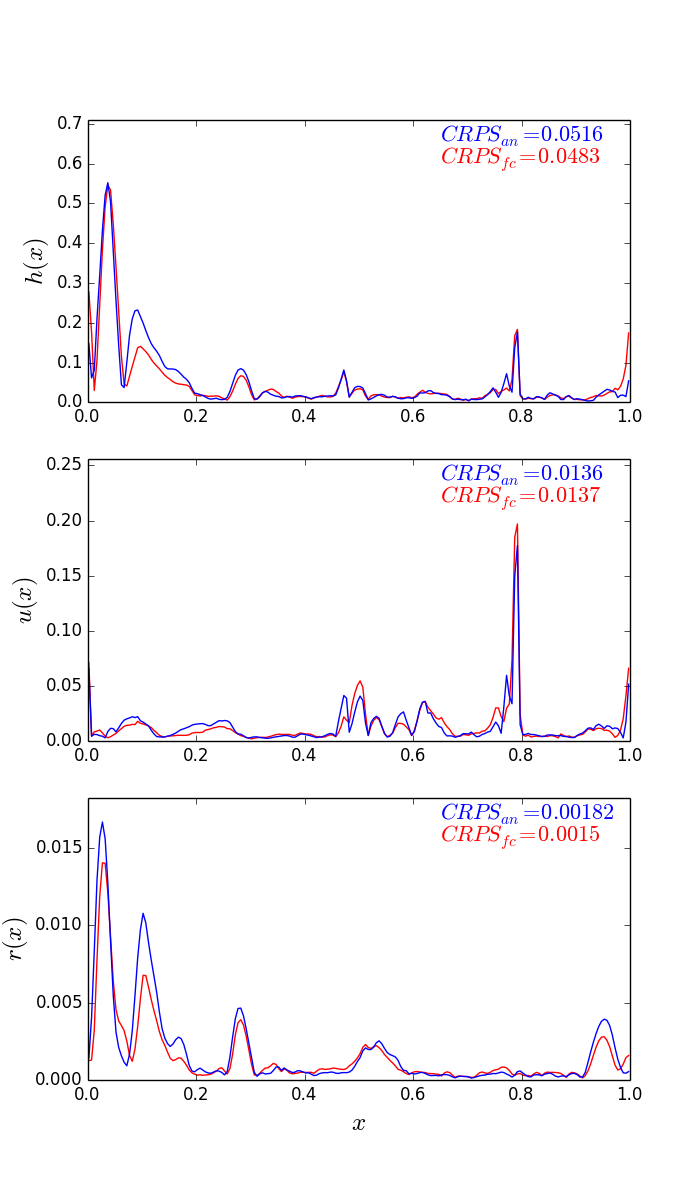 0.7
CRPS_an=0.0516
CRPS_fc=0.0483
0.6
0.5
0.4
h(x)
0.3
0.2
0.1
0.0
0.0 0.2 0.4 0.6 0.8 1.0
0.25
CRPS_an=0.0136
CRPS_fc=0.0137
0.20
0.15
u(x)
0.10
0.05
0.00
0.0 0.2 0.4 0.6 0.8 1.0
CRPS_an=0.00182
CRPS_fc=0.0015
0.015
0.010
r(x)
0.005
0.000
0.0 0.2 0.4 0.6 0.8 1.0
x